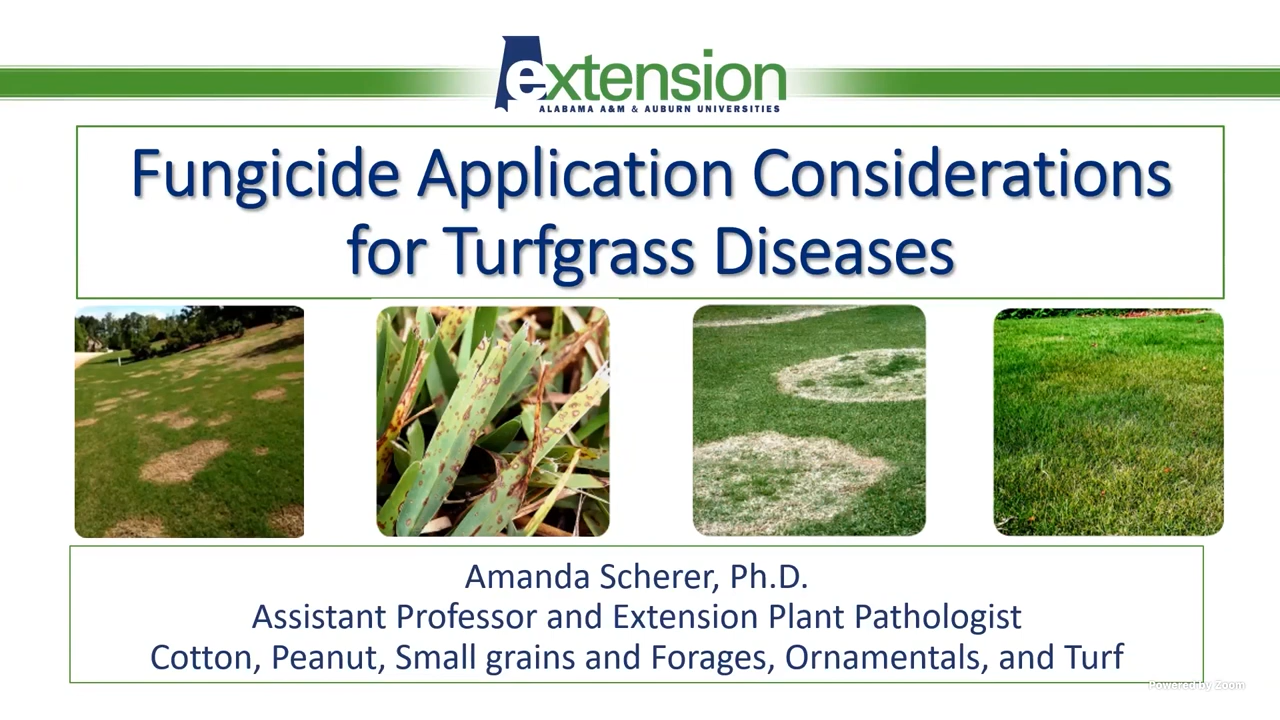 extension
ALABAMA A&M & AUBURN UNIVERSITIES
Fungicide Application Considerations
for Turfgrass Diseases
Amanda Scherer, Ph.D.
Assistant Professor and Extension Plant Pathologist
Cotton, Peanut, Small grains and Forages, Ornamentals, and Turf
Powered by Zoom